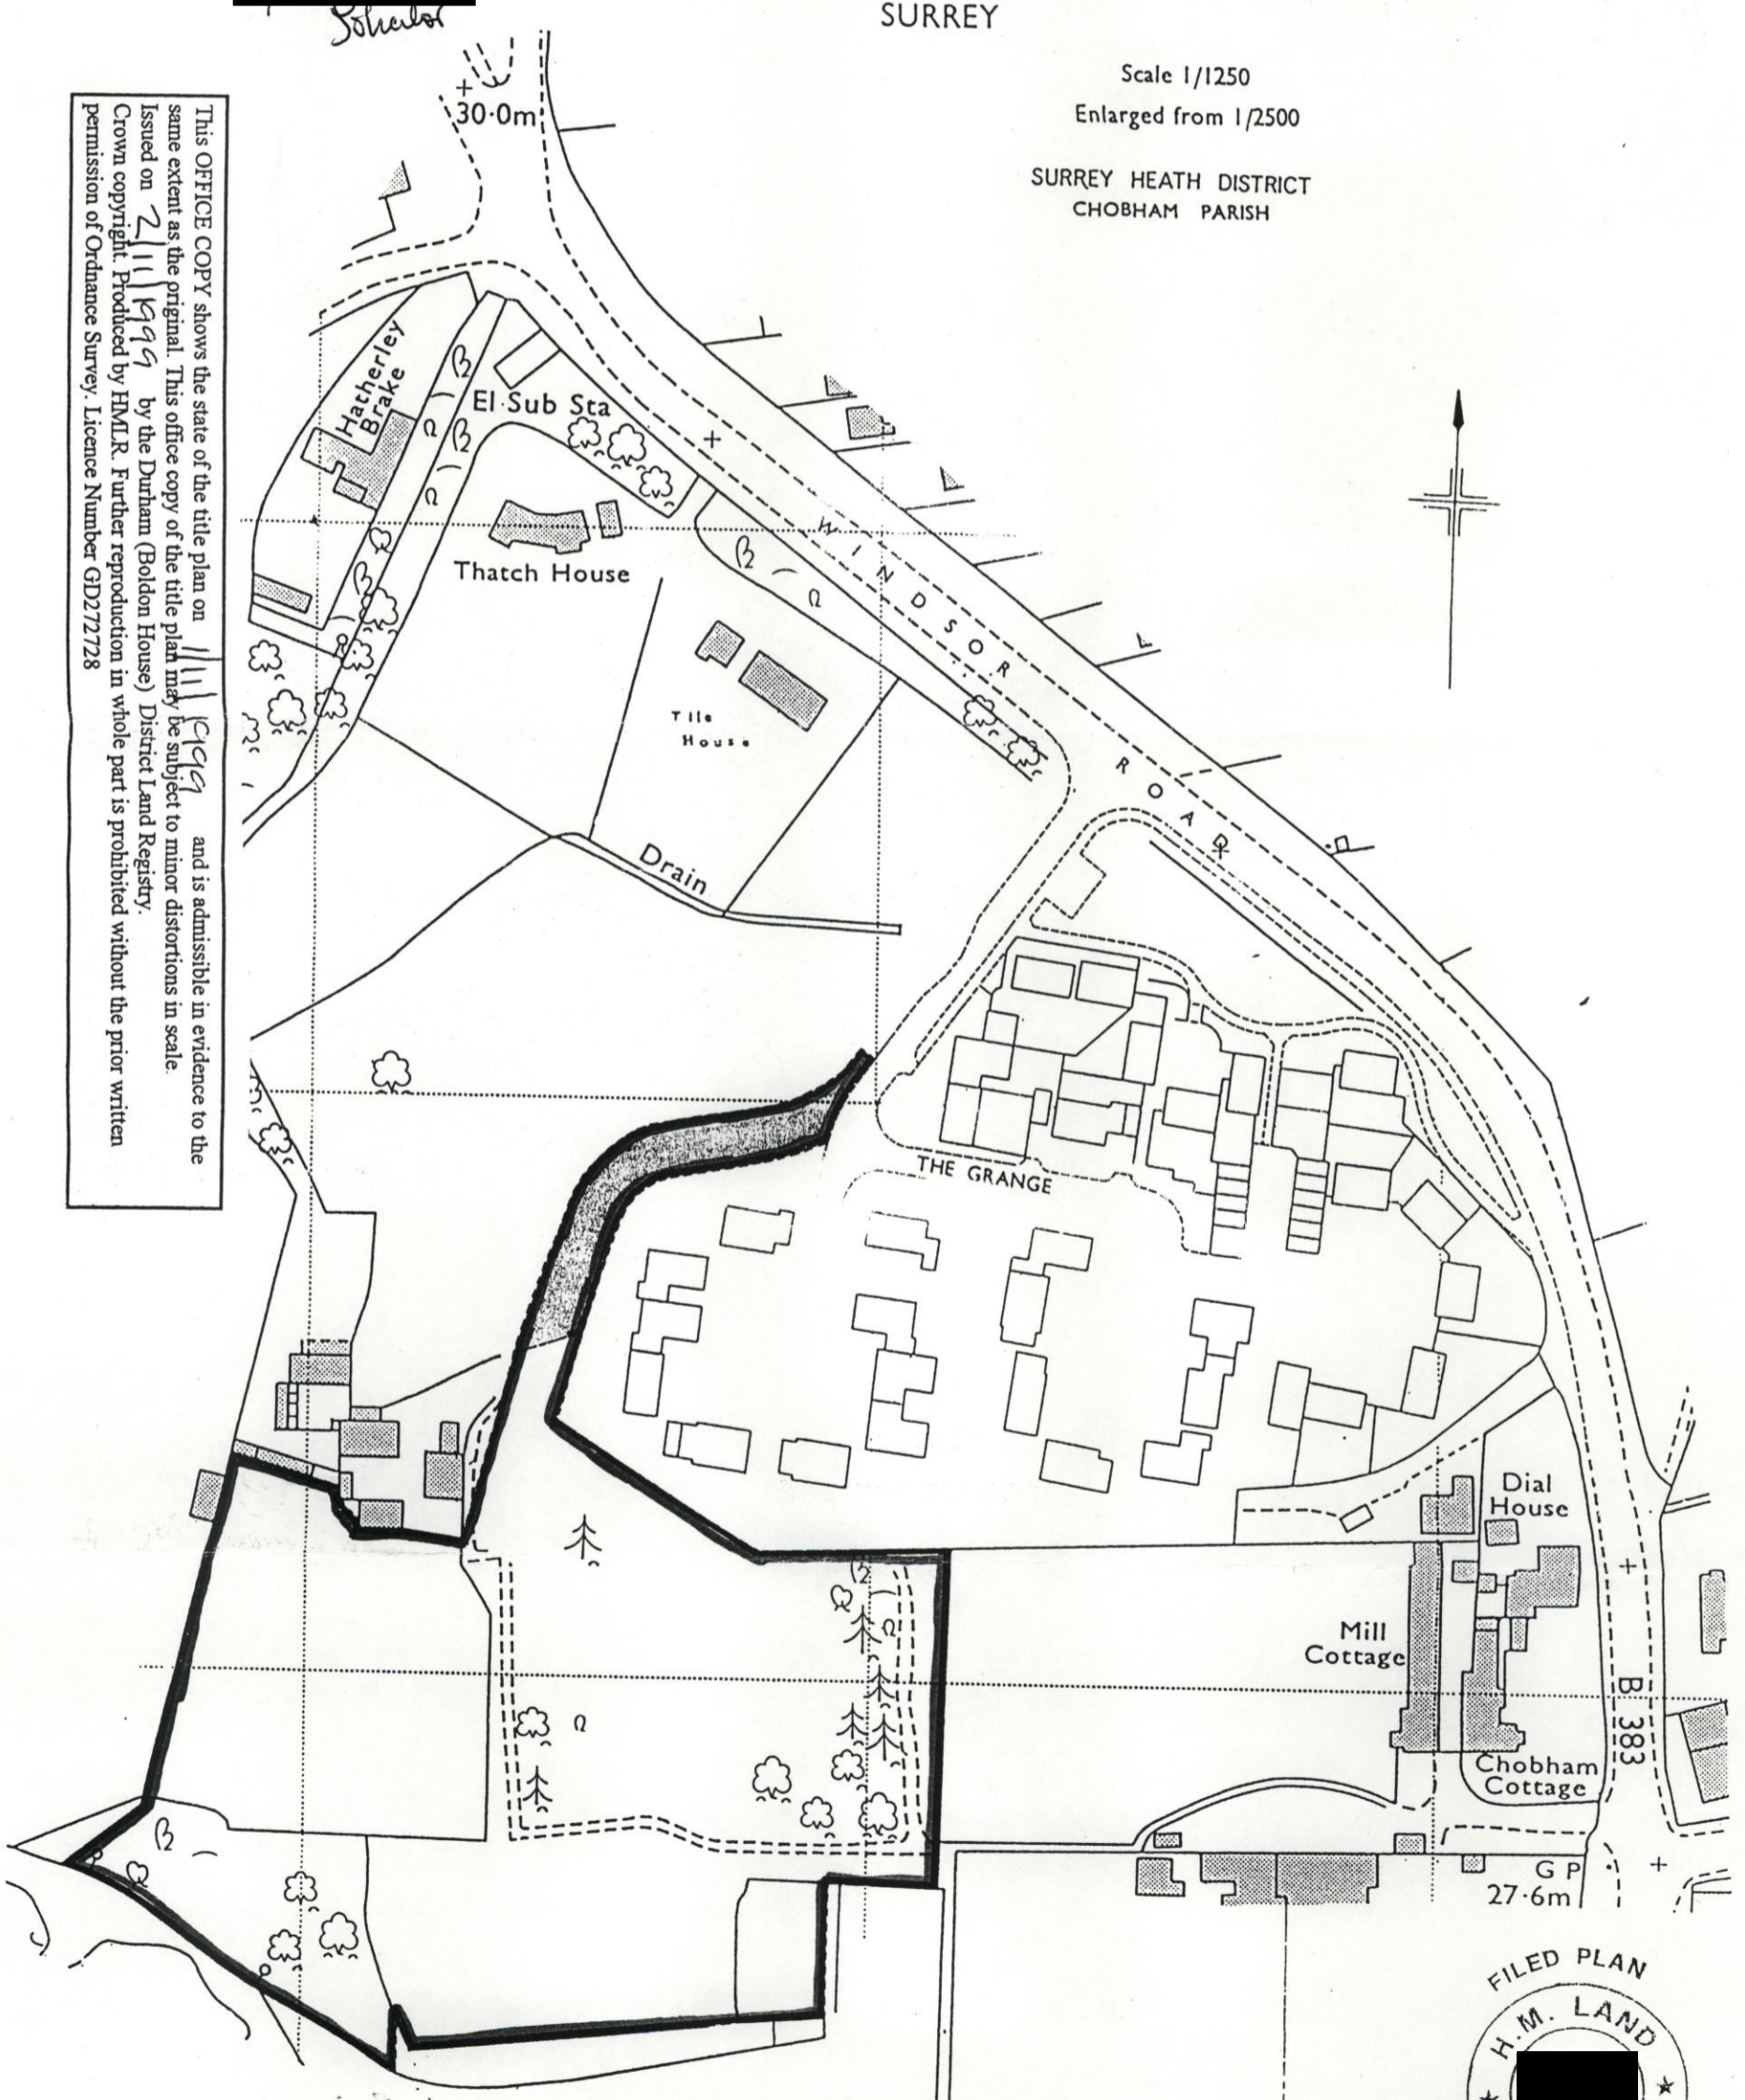 Solicitor
SURREY
Scale 1/1250
Enlarged from 1/2500
SURREY HEATH DISTRICT
CHOBHAM PARISH
This OFFICE COPY shows the state of the title plan on 1/11/1999 and is admissible in evidence to the
same extent as the original. This office copy of the title plan may be subject to minor distortions in scale.
Issued on 2/11/1999 by the Durham (Boldon House) District Land Registry.
Crown copyright. Produced by HMLR. Further reproduction in whole part is prohibited without the prior written
permission of Ordnance Survey. Licence Number GD272728
30·0m
Hatherley
Brake
El Sub Sta
Thatch House
WINDSOR ROAD
Tile
House
Drain
THE GRANGE
Dial
House
Mill
Cottage
B 383
Chobham
Cottage
G P
27·6m
FILED PLAN
H.M. LAND